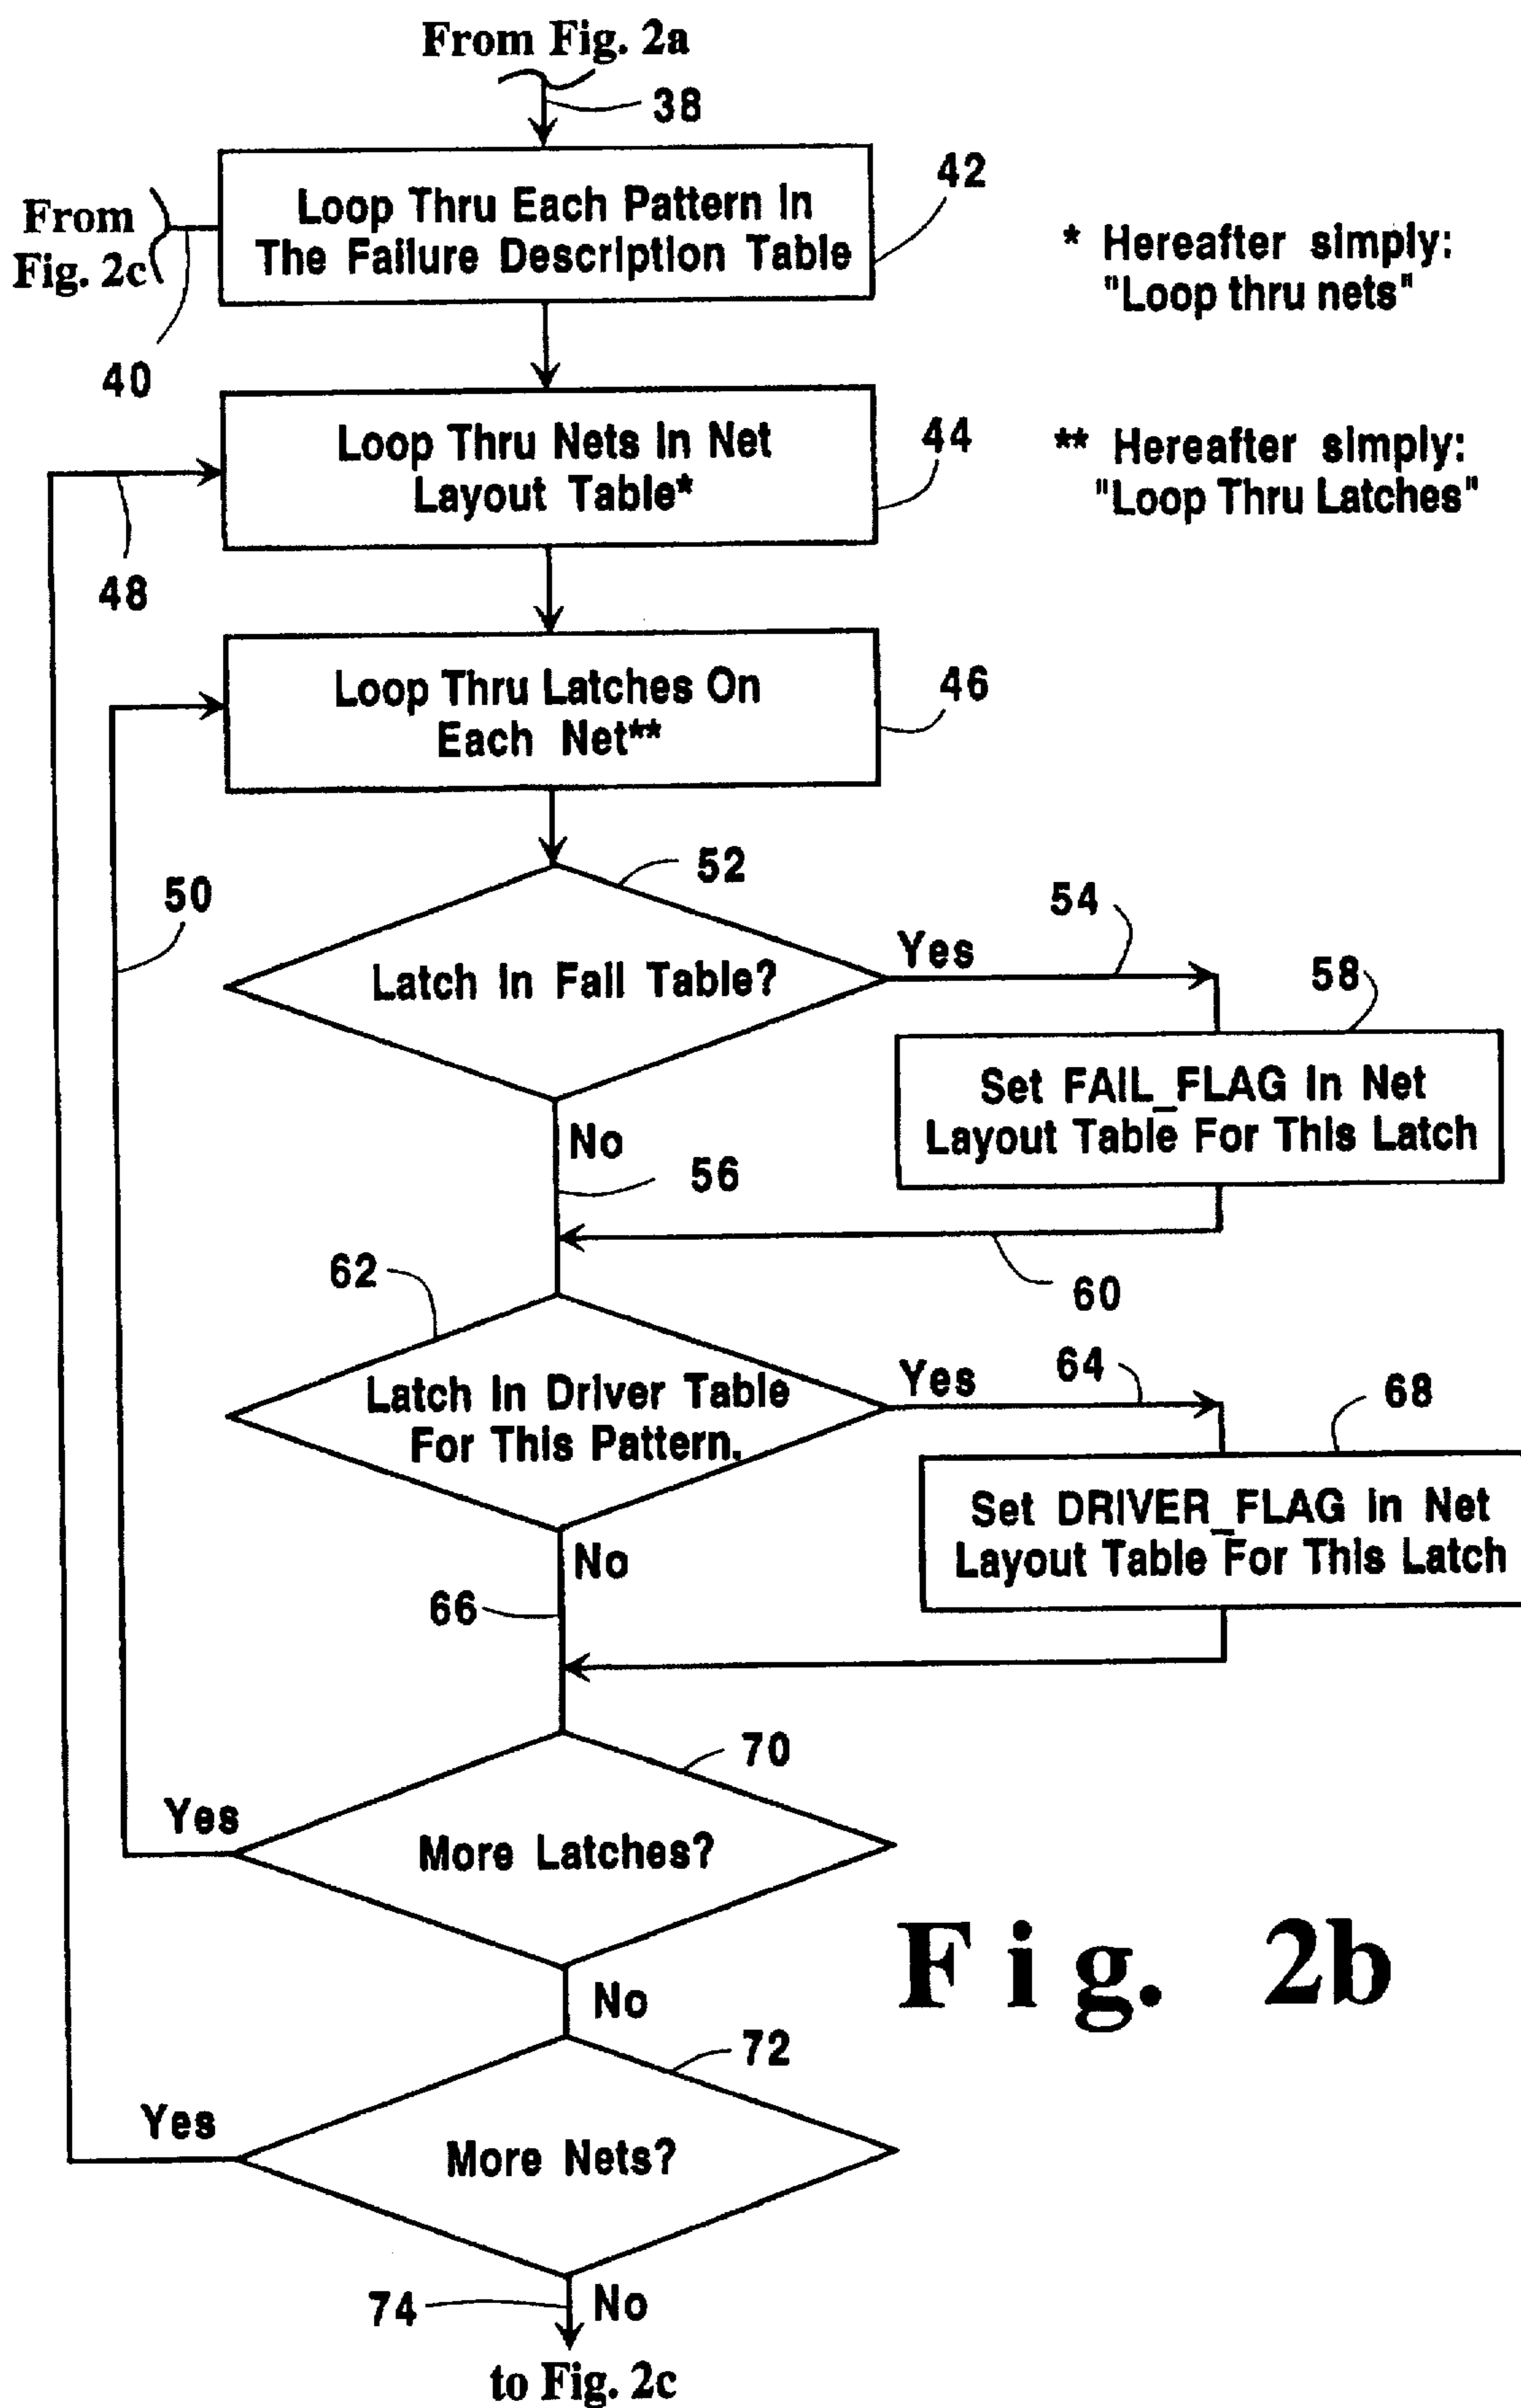 From Fig. 2a
38
Loop Thru Each Pattern In
The Failure Description Table
42
From
Fig. 2c
40
* Hereafter simply:
"Loop thru nets"
Loop Thru Nets In Net
Layout Table*
44
** Hereafter simply:
"Loop Thru Latches"
48
Loop Thru Latches On
Each Net**
46
50
52
Latch In Fail Table?
Yes
54
58
Set FAIL_FLAG In Net
Layout Table For This Latch
No
56
60
62
Latch In Driver Table
For This Pattern.
Yes
64
68
Set DRIVER_FLAG In Net
Layout Table For This Latch
No
66
70
More Latches?
Yes
No
Fig. 2b
72
More Nets?
Yes
74
No
to Fig. 2c